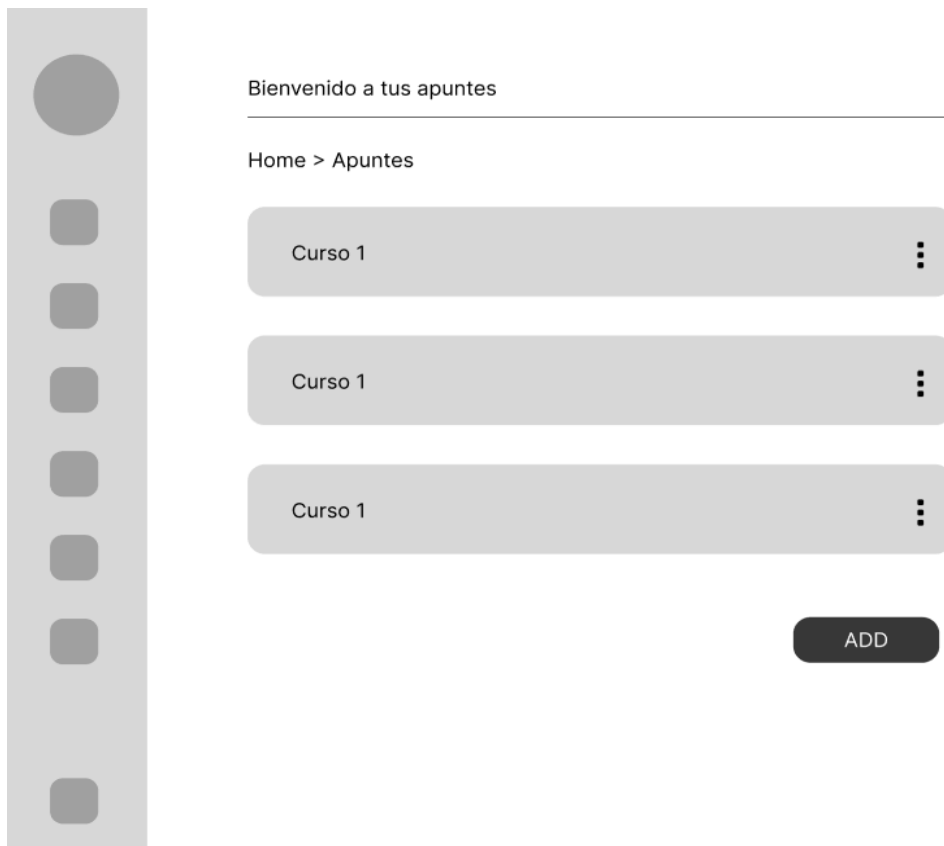 Bienvenido a tus apuntes
Home > Apuntes
Curso 1
Curso 1
Curso 1
ADD